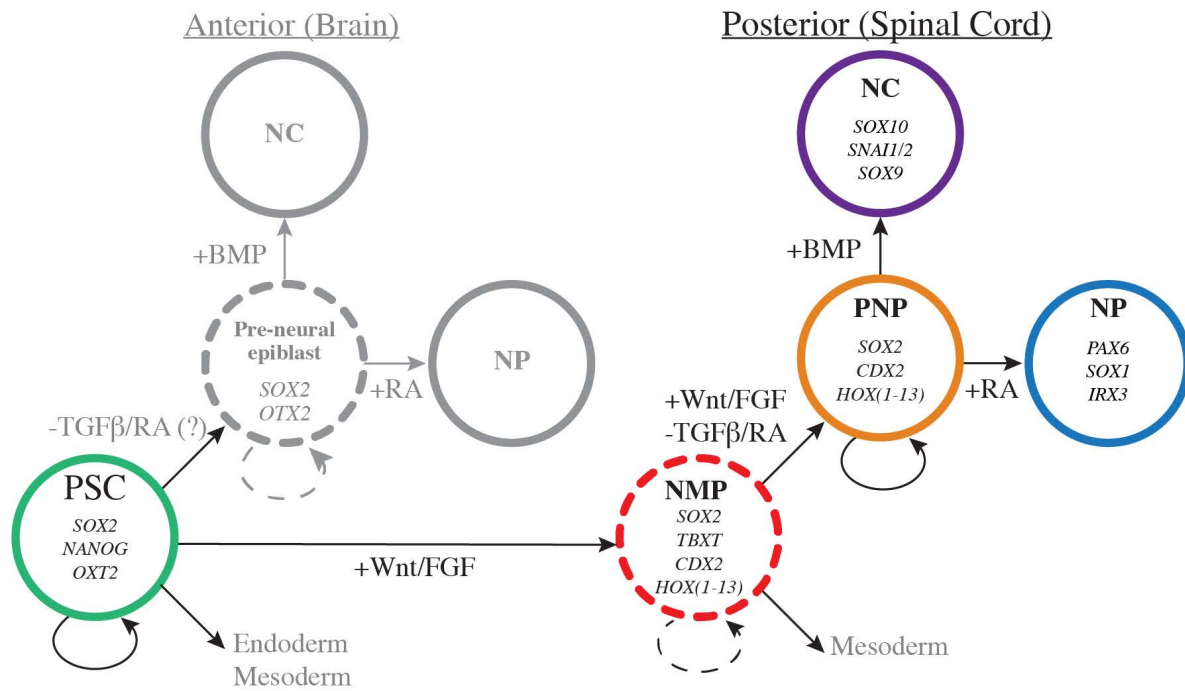 Anterior (Brain)
NC
+BMP
Pre-neural
epiblast
SOX2
OTX2
+RA
NP
-TGFβ/RA (?)
PSC
SOX2
NANOG
OXT2
Endoderm
Mesoderm
+Wnt/FGF
Posterior (Spinal Cord)
NC
SOX10
SNAI1/2
SOX9
+BMP
PNP
SOX2
CDX2
HOX(1-13)
+RA
NP
PAX6
SOX1
IRX3
+Wnt/FGF
-TGFβ/RA
NMP
SOX2
TBXT
CDX2
HOX(1-13)
Mesoderm